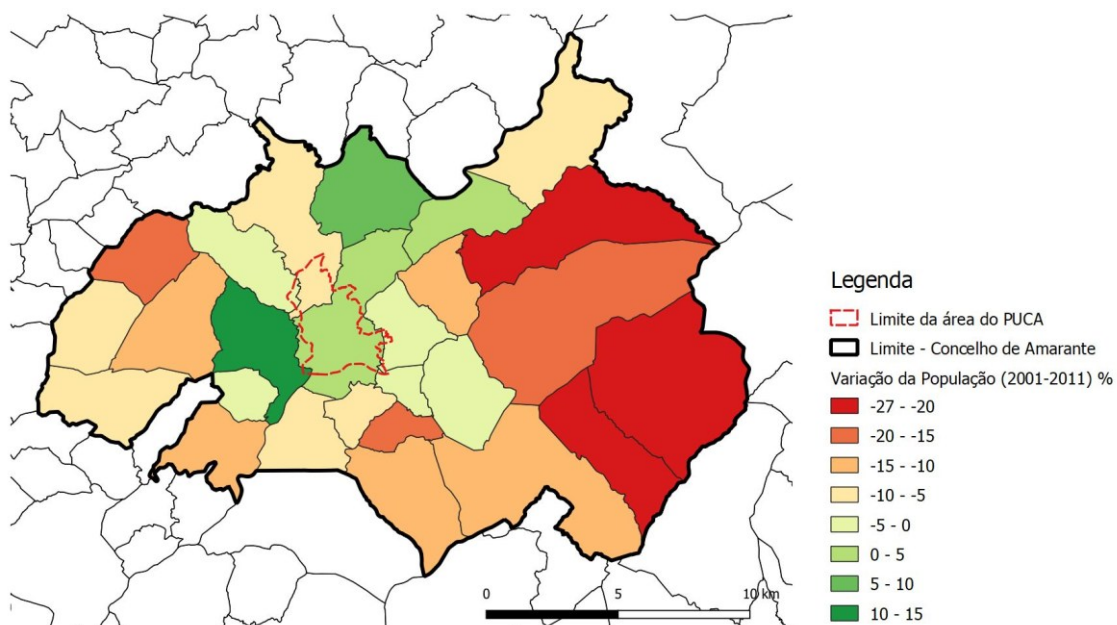 Legenda
Limite da área do PUCA
Limite - Concelho de Amarante
Variação da População (2001-2011) %
-27 - -20
-20 - -15
-15 - -10
-10 - -5
-5 - 0
0 - 5
5 - 10
10 - 15
0 5 10 km